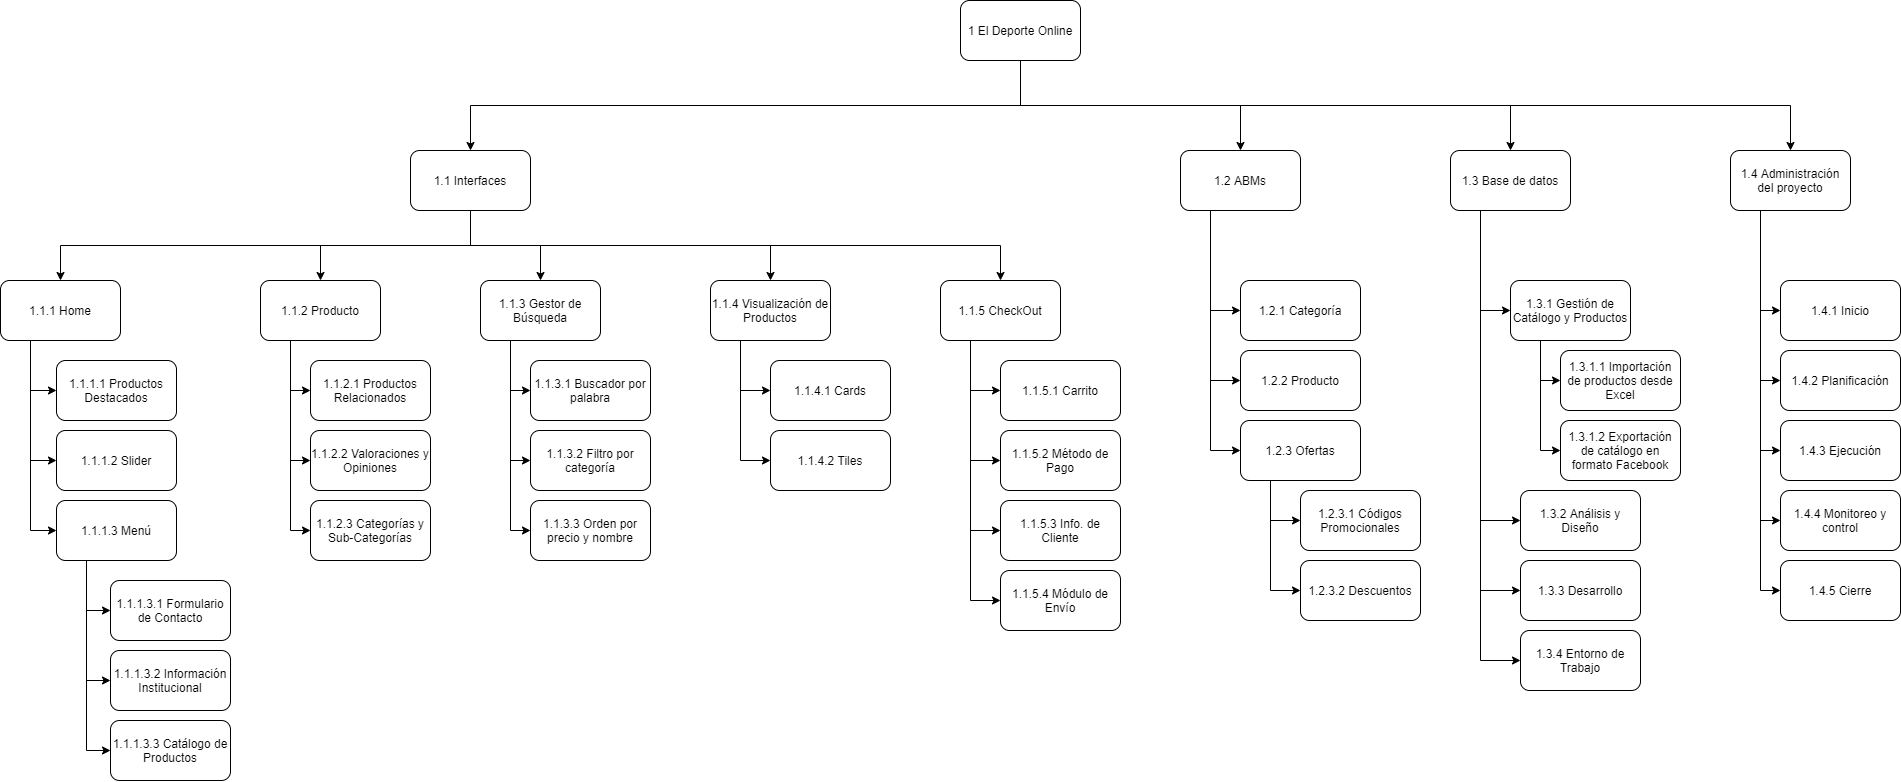 1 El Deporte Online
1.1 Interfaces
1.2 ABMs
1.3 Base de datos
1.4 Administración
del proyecto
1.1.1 Home
1.1.2 Producto
1.1.3 Gestor de
Búsqueda
1.1.4 Visualización de
Productos
1.1.5 CheckOut
1.2.1 Categoría
1.3.1 Gestión de
Catálogo y Productos
1.4.1 Inicio
1.1.1.1 Productos
Destacados
1.1.2.1 Productos
Relacionados
1.1.3.1 Buscador por
palabra
1.1.4.1 Cards
1.1.5.1 Carrito
1.2.2 Producto
1.3.1.1 Importación
de productos desde
Excel
1.4.2 Planificación
1.1.1.2 Slider
1.1.2.2 Valoraciones y
Opiniones
1.1.3.2 Filtro por
categoría
1.1.4.2 Tiles
1.1.5.2 Método de
Pago
1.2.3 Ofertas
1.3.1.2 Exportación
de catálogo en
formato Facebook
1.4.3 Ejecución
1.1.1.3 Menú
1.1.2.3 Categorías y
Sub-Categorías
1.1.3.3 Orden por
precio y nombre
1.1.5.3 Info. de
Cliente
1.2.3.1 Códigos
Promocionales
1.3.2 Análisis y
Diseño
1.4.4 Monitoreo y
control
1.1.1.3.1 Formulario
de Contacto
1.1.5.4 Módulo de
Envío
1.2.3.2 Descuentos
1.3.3 Desarrollo
1.4.5 Cierre
1.1.1.3.2 Información
Institucional
1.3.4 Entorno de
Trabajo
1.1.1.3.3 Catálogo de
Productos